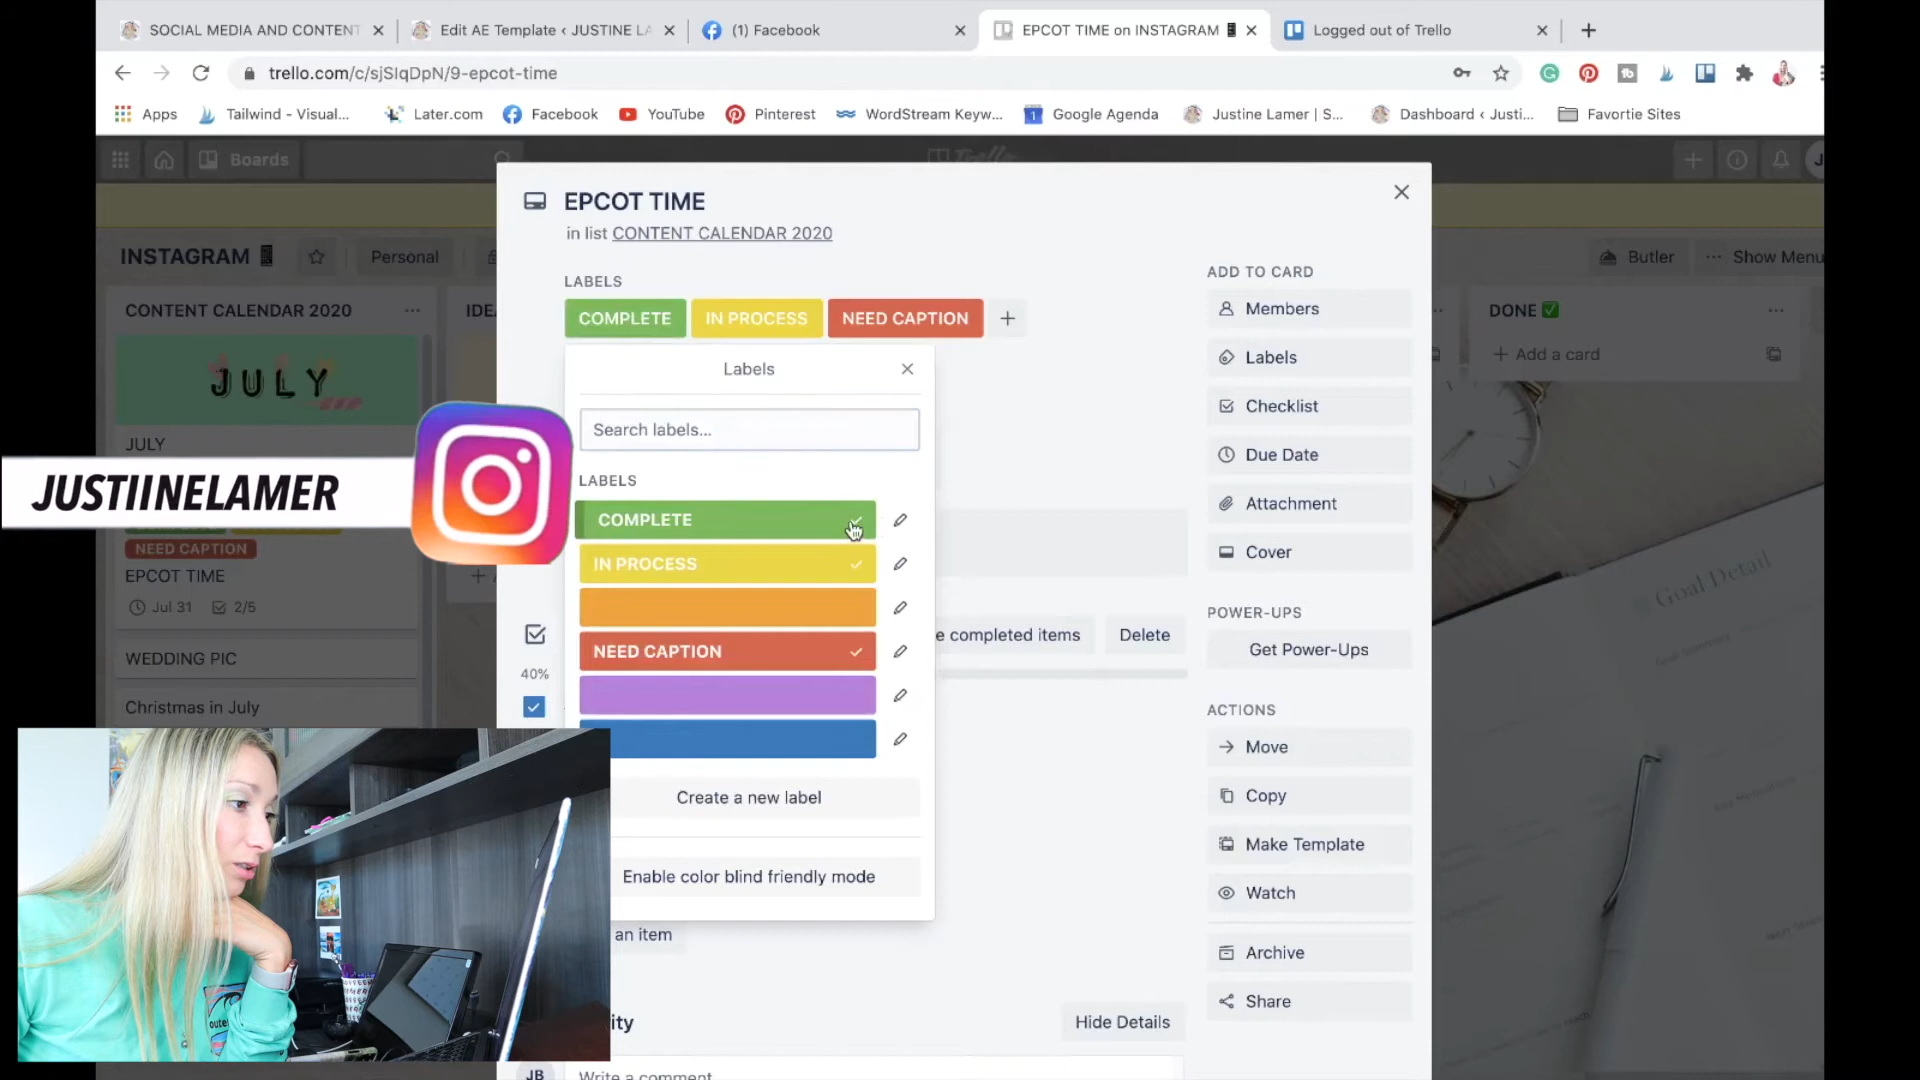 SOCIAL MEDIA AND CONTENT
Edit AE Template ‹ JUSTINE LA
(1) Facebook
EPCOT TIME on INSTAGRAM
Logged out of Trello
trello.com/c/sjSIqDpN/9-epcot-time
Apps
Tailwind - Visual...
Later.com
Facebook
YouTube
Pinterest
WordStream Keyw...
Google Agenda
Justine Lamer | S...
Dashboard ‹ Justi...
Favortie Sites
Boards
Trello
INSTAGRAM
Personal
Butler
Show Menu
CONTENT CALENDAR 2020
JULY
JULY
NEED CAPTION
EPCOT TIME
Jul 31
2/5
WEDDING PIC
Christmas in July
JUSTIINELAMER
EPCOT TIME
in list CONTENT CALENDAR 2020
LABELS
COMPLETE
IN PROCESS
NEED CAPTION
Labels
Search labels...
LABELS
COMPLETE
IN PROCESS
NEED CAPTION
Create a new label
Enable color blind friendly mode
40%
e completed items
Delete
an item
ity
Hide Details
JB
Write a comment
ADD TO CARD
Members
Labels
Checklist
Due Date
Attachment
Cover
POWER-UPS
Get Power-Ups
ACTIONS
Move
Copy
Make Template
Watch
Archive
Share
DONE ✅
Add a card
Goal Detail